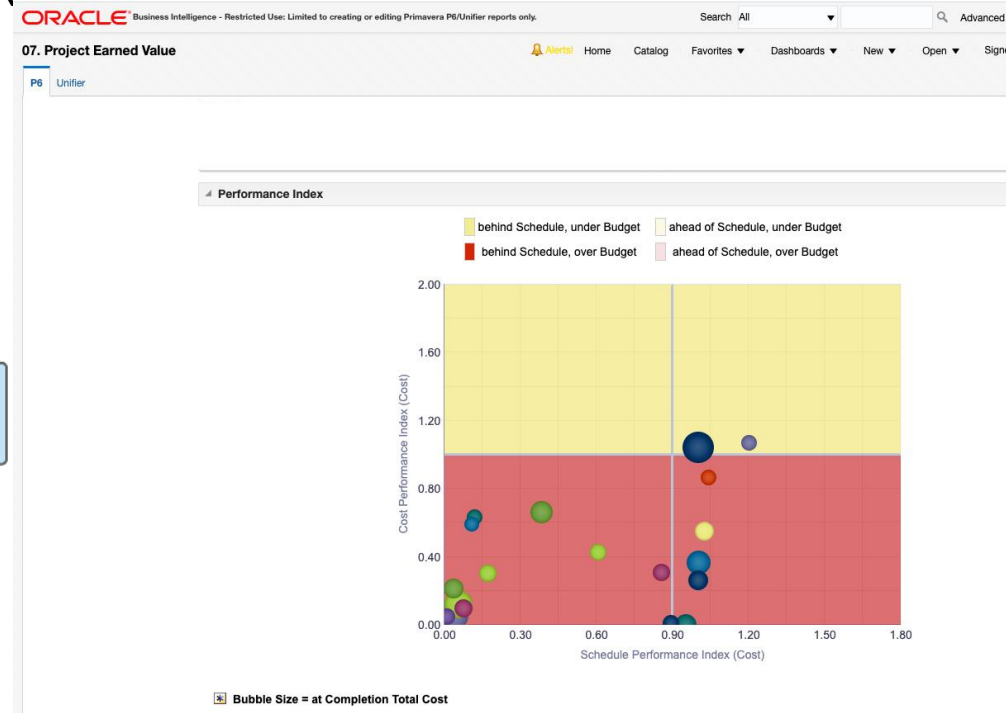 ORACLE® Business Intelligence - Restricted Use: Limited to creating or editing Primavera P6/Unifier reports only. Search All Advanced
07. Project Earned Value Alerts! Home Catalog Favorites Dashboards New Open
P6 Unifier
Performance Index
behind Schedule, under Budget ahead of Schedule, under Budget
behind Schedule, over Budget ahead of Schedule, over Budget
2.00
1.60
1.20
0.80
0.40
0.00
Cost Performance Index (Cost)
0.00 0.30 0.60 0.90 1.20 1.50 1.80
Schedule Performance Index (Cost)
Bubble Size = at Completion Total Cost